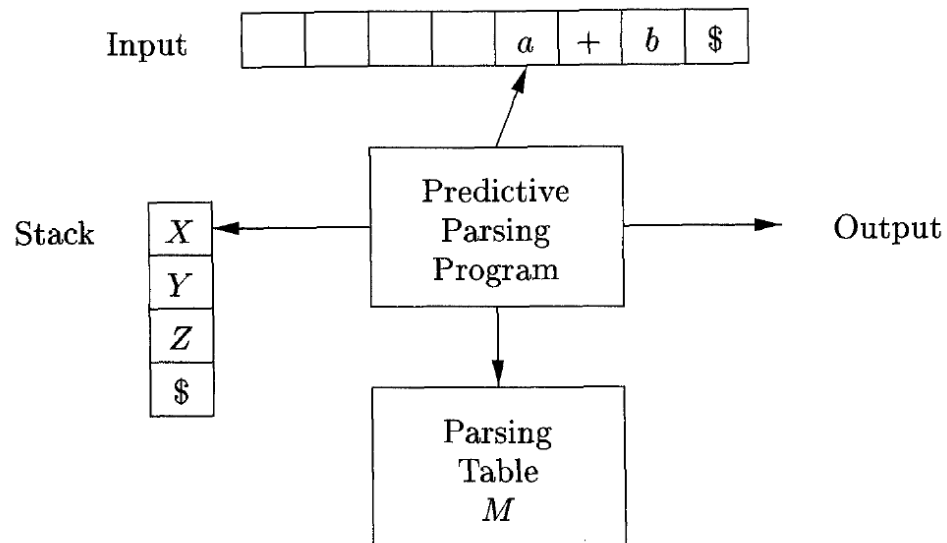 Input
a + b $
Predictive
Parsing
Program
Stack
X
Y
Z
$
Output
Parsing
Table
M